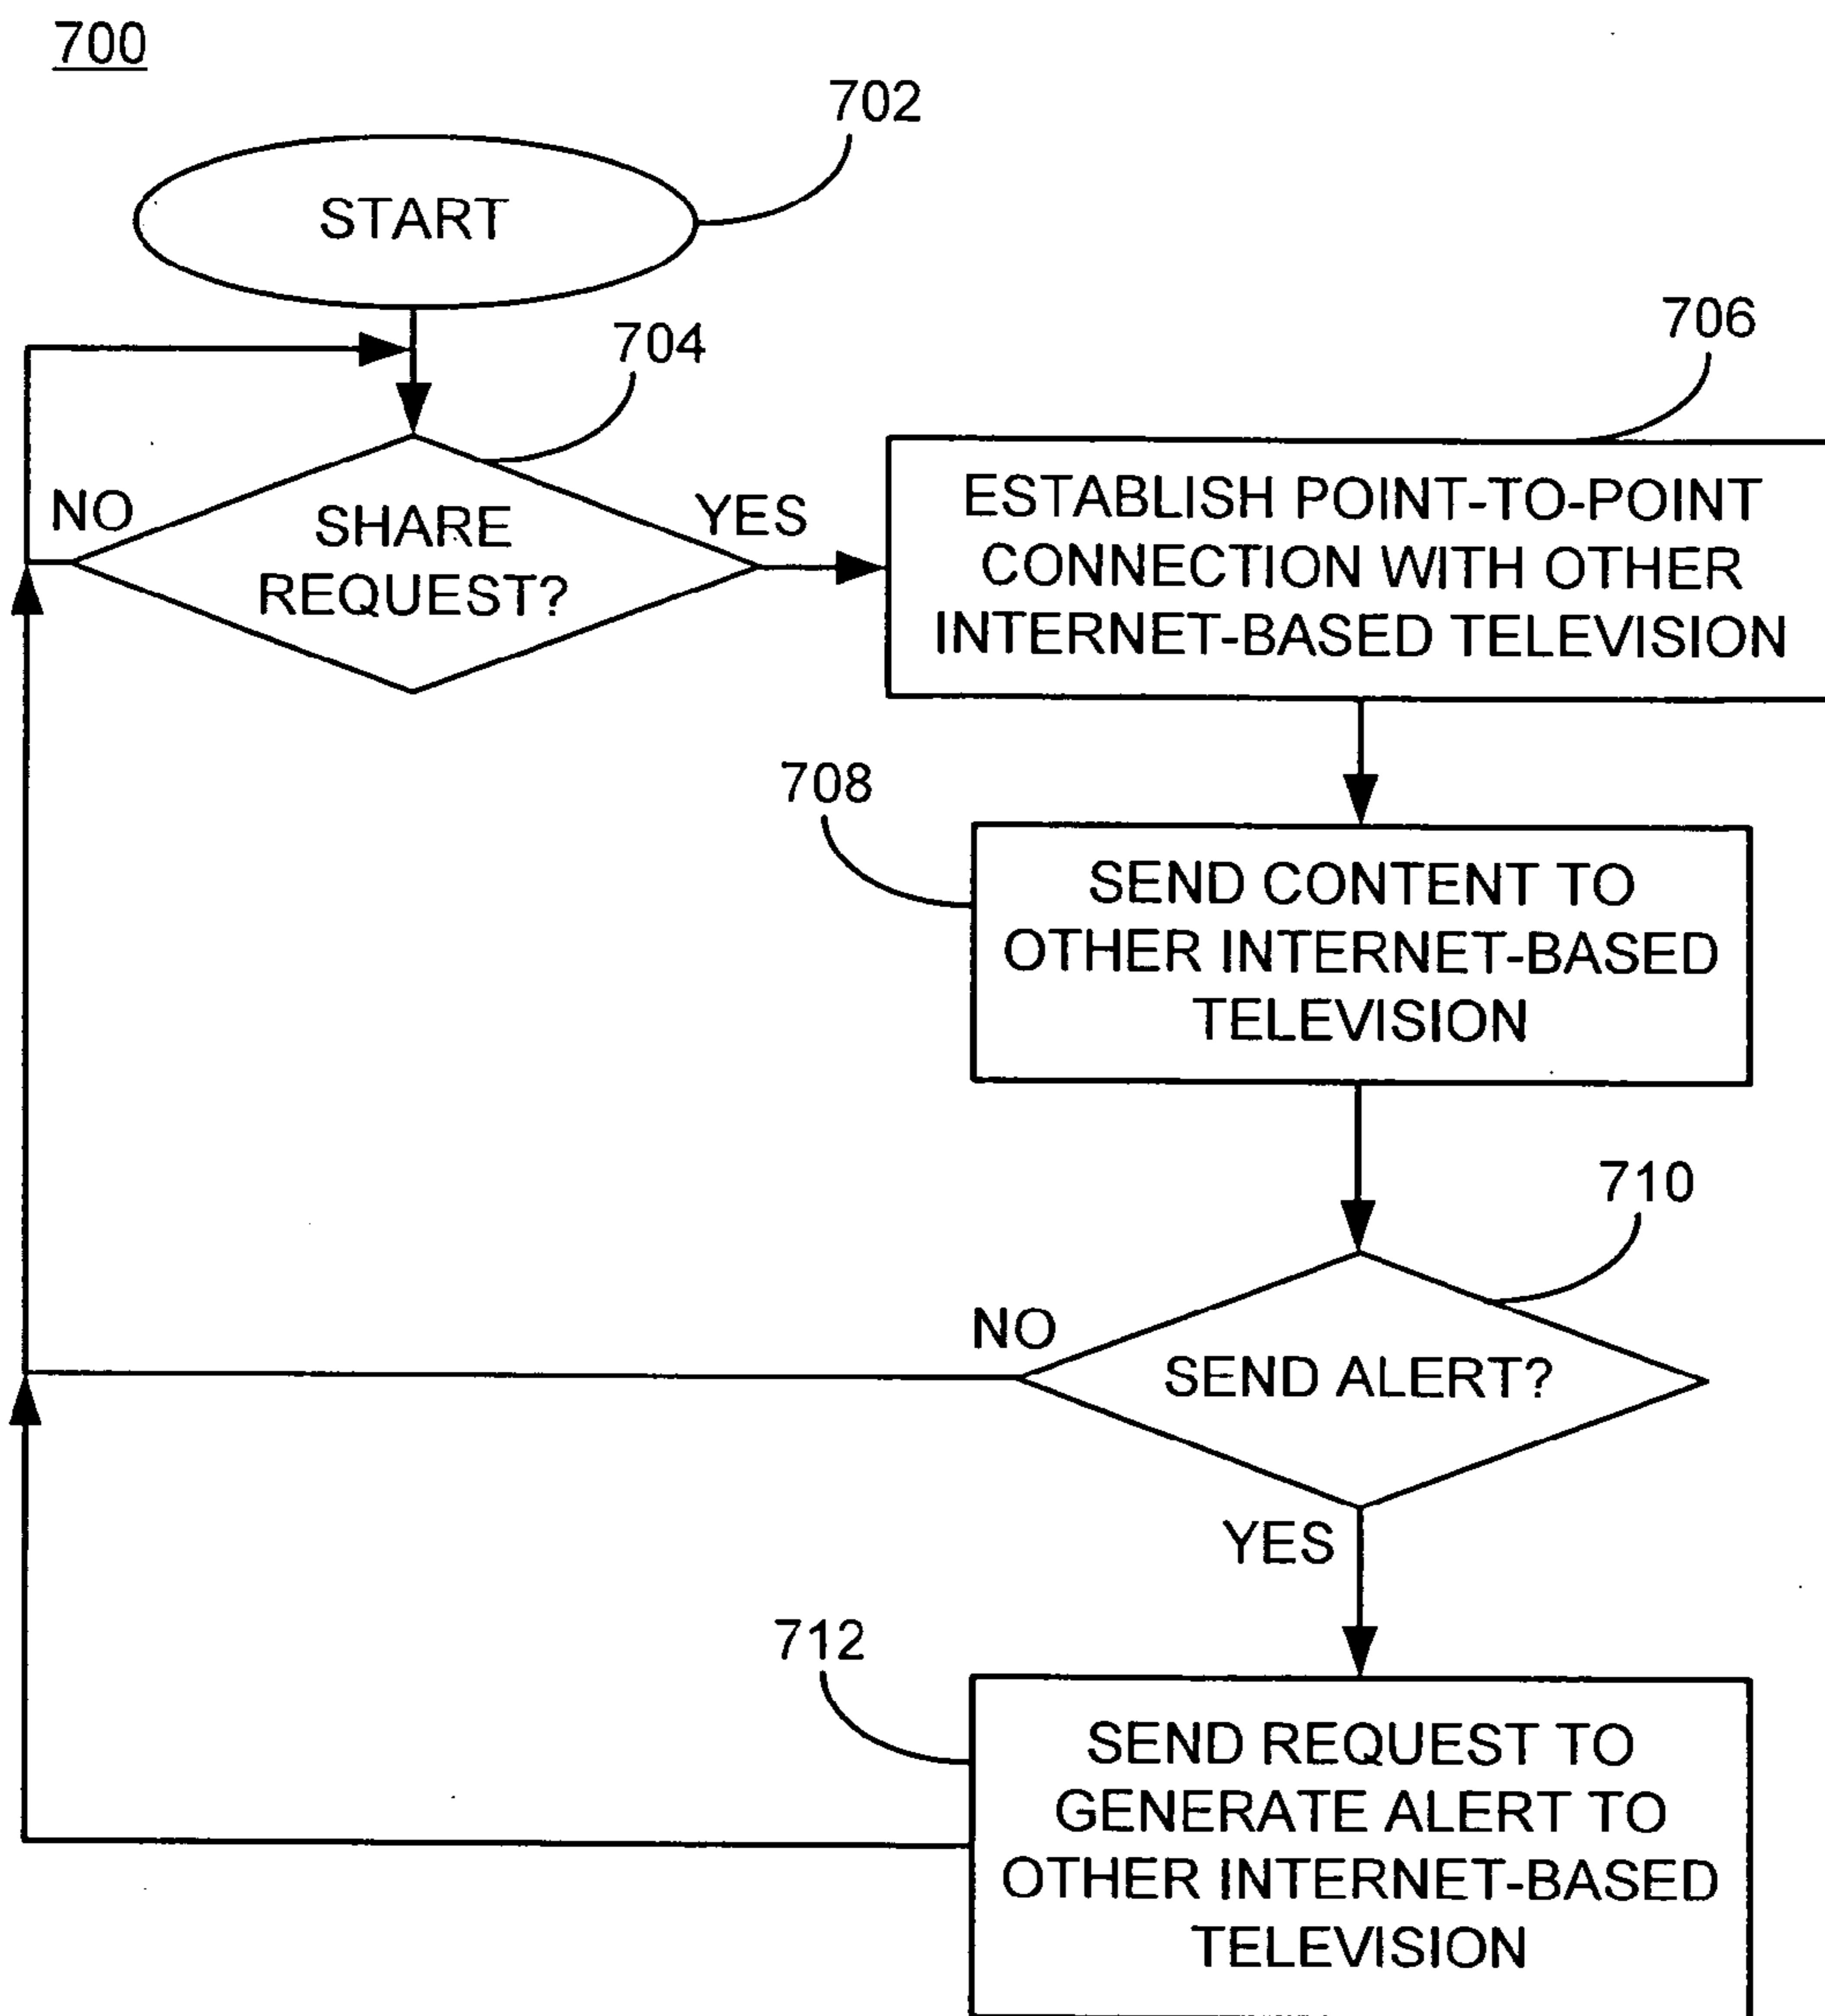 700
702
START
704
706
NO
SHARE
REQUEST?
YES
ESTABLISH POINT-TO-POINT
CONNECTION WITH OTHER
INTERNET-BASED TELEVISION
708
SEND CONTENT TO
OTHER INTERNET-BASED
TELEVISION
710
NO
SEND ALERT?
YES
712
SEND REQUEST TO
GENERATE ALERT TO
OTHER INTERNET-BASED
TELEVISION